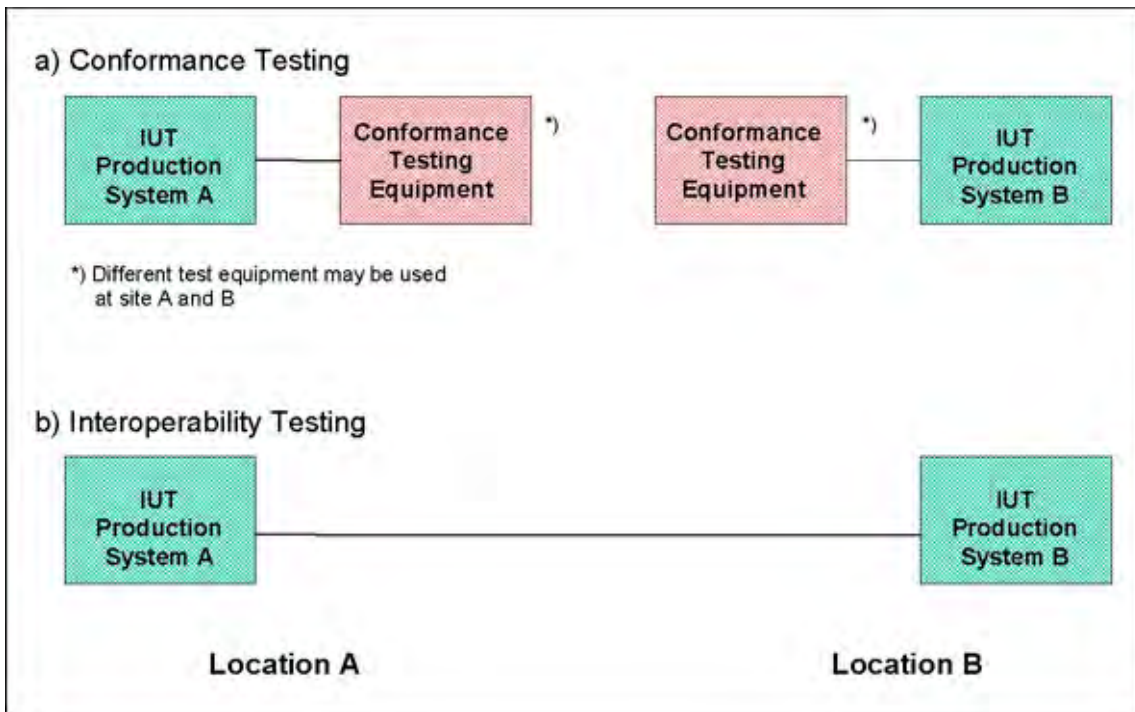 a) Conformance Testing
IUT
Production
System A
Conformance
Testing
Equipment
*)
Conformance
Testing
Equipment
*)
IUT
Production
System B
*) Different test equipment may be used
at site A and B
b) Interoperability Testing
IUT
Production
System A
IUT
Production
System B
Location A
Location B